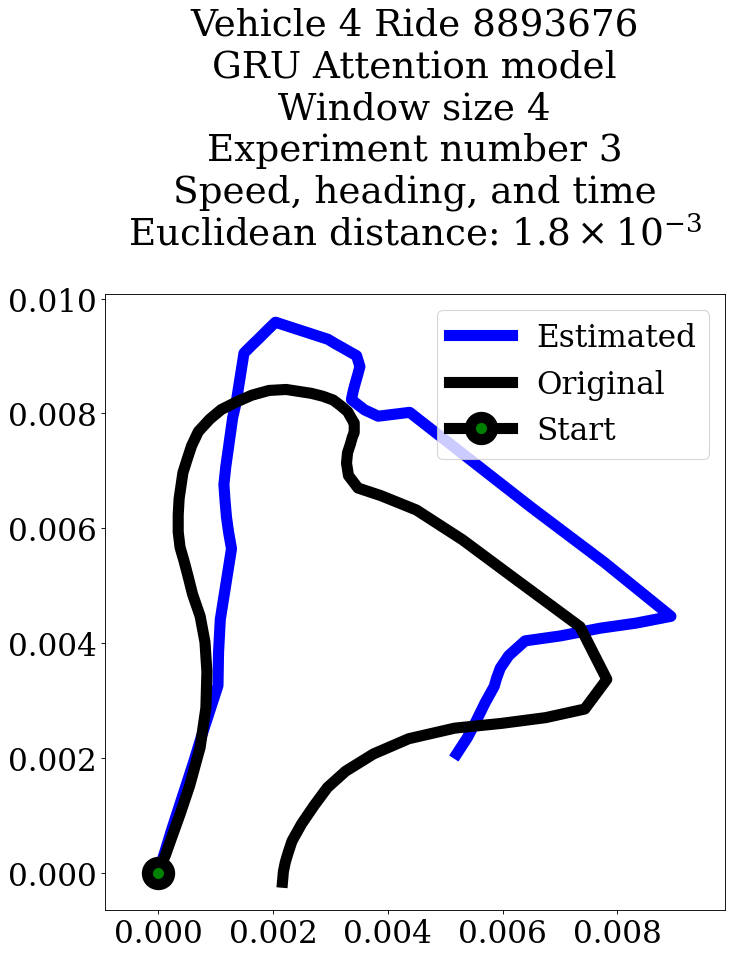 Vehicle 4 Ride 8893676
GRU Attention model
Window size 4
Experiment number 3
Speed, heading, and time
Euclidean distance: 1.8 × 10⁻³
0.010
0.008
0.006
0.004
0.002
0.000
Estimated
Original
Start
0.000 0.002 0.004 0.006 0.008